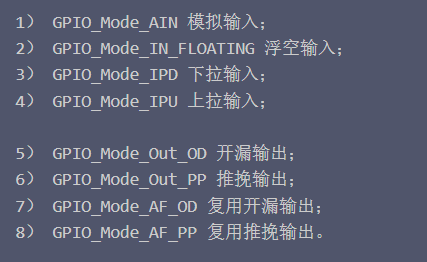 1） GPIO_Mode_AIN 模拟输入；
2） GPIO_Mode_IN_FLOATING 浮空输入；
3） GPIO_Mode_IPD 下拉输入；
4） GPIO_Mode_IPU 上拉输入；
5） GPIO_Mode_Out_OD 开漏输出；
6） GPIO_Mode_Out_PP 推挽输出；
7） GPIO_Mode_AF_OD 复用开漏输出；
8） GPIO_Mode_AF_PP 复用推挽输出。